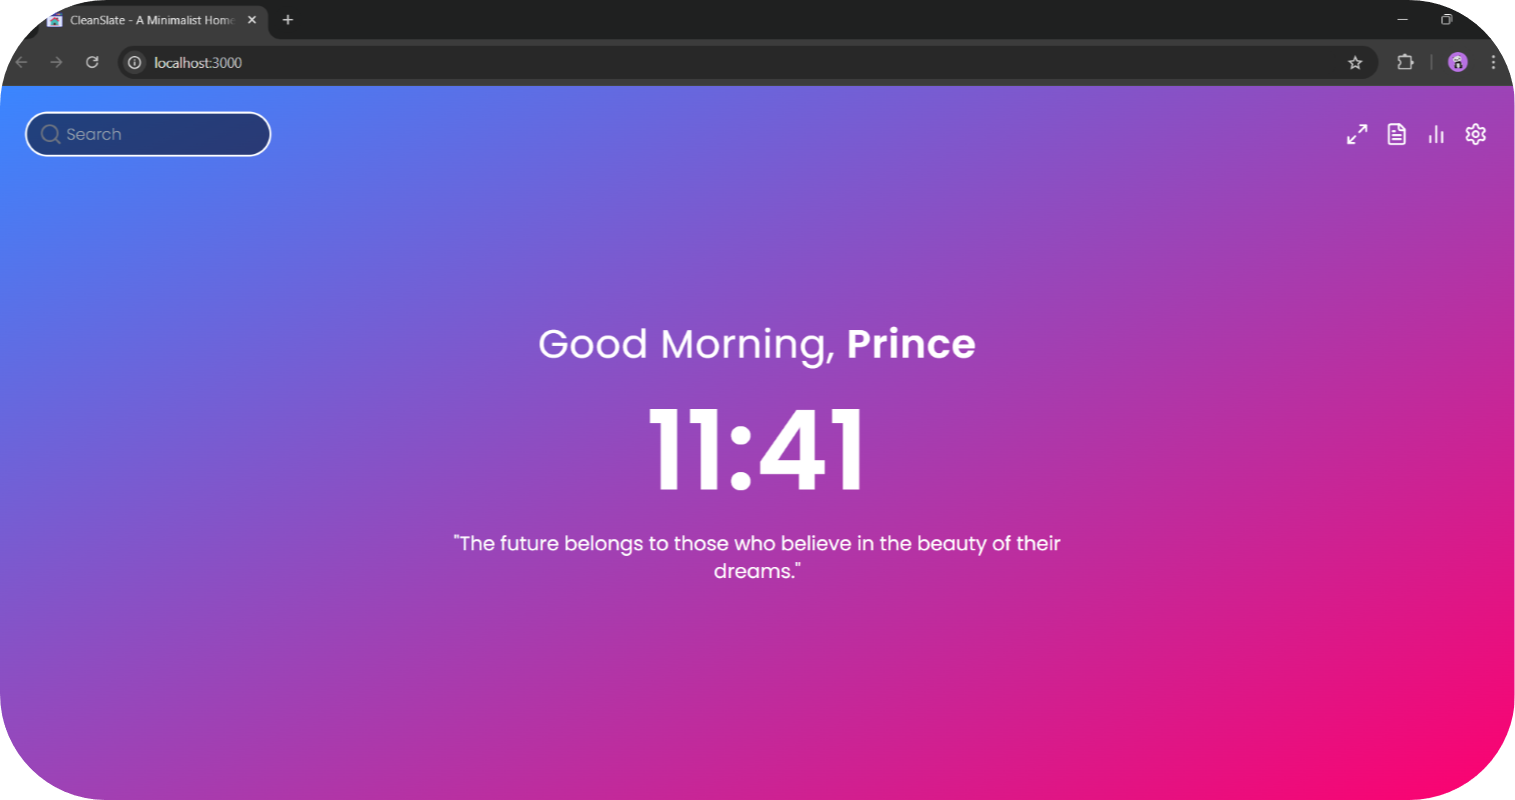 CleanSlate - A Minimalist Home
localhost:3000
Search
Good Morning, Prince
11:41
"The future belongs to those who believe in the beauty of their
dreams."